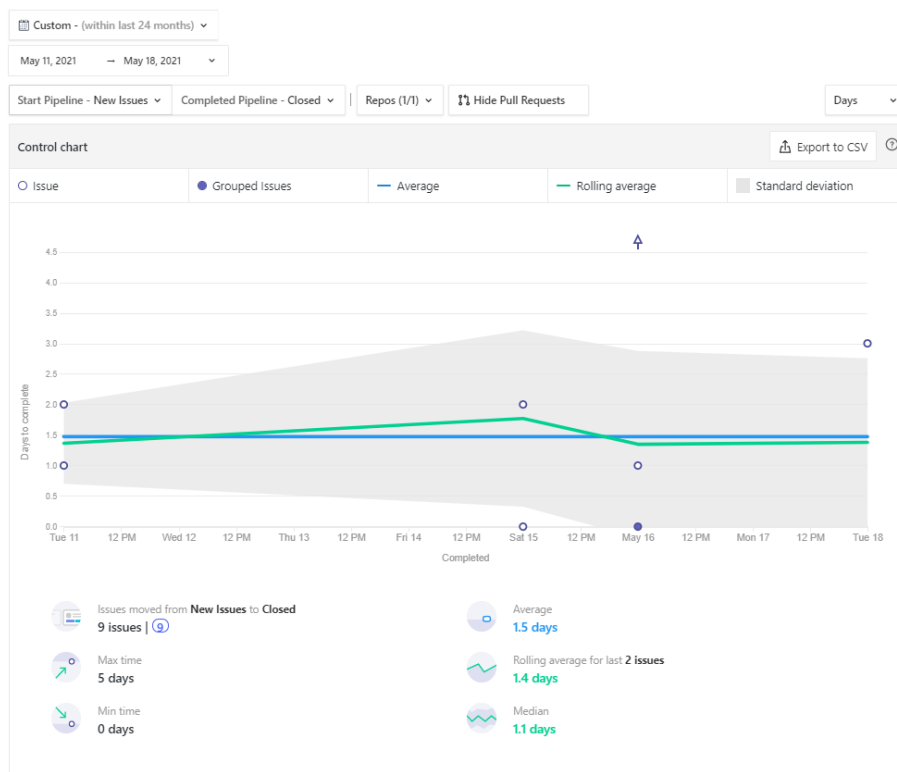 Custom - (within last 24 months)
May 11, 2021 → May 18, 2021
Start Pipeline - New Issues Completed Pipeline - Closed | Repos (1/1) Hide Pull Requests Days
Control chart Export to CSV ?
Issue Grouped Issues Average Rolling average Standard deviation
4.5
4.0
3.5
3.0
2.5
2.0
1.5
1.0
0.5
0.0
Days to complete
Tue 11 12 PM Wed 12 12 PM Thu 13 12 PM Fri 14 12 PM Sat 15 12 PM May 16 12 PM Mon 17 12 PM Tue 18
Completed
Issues moved from New Issues to Closed
9 issues | 9
Average
1.5 days
Max time
5 days
Rolling average for last 2 issues
1.4 days
Min time
0 days
Median
1.1 days